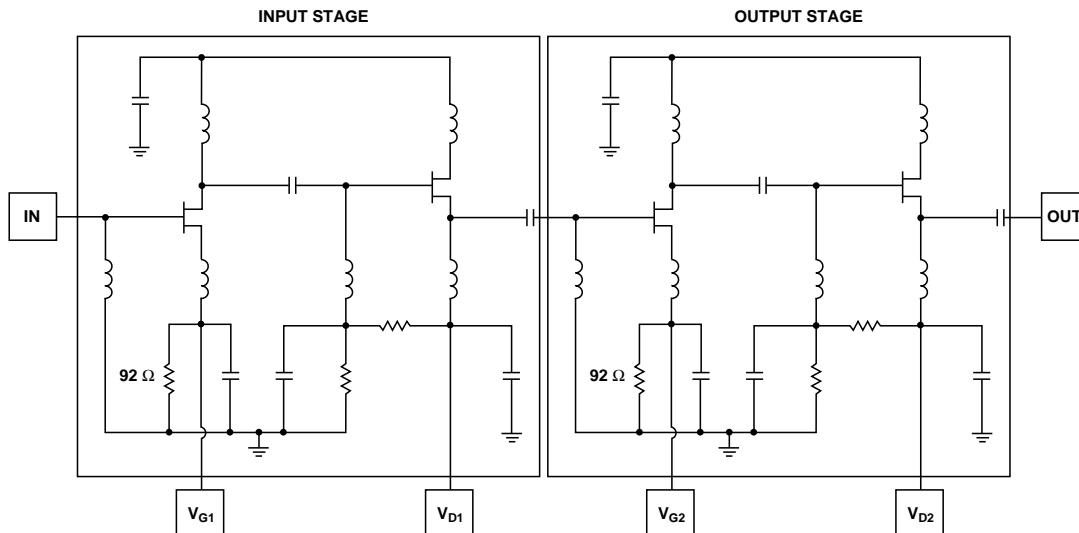 INPUT STAGE
OUTPUT STAGE
IN
OUT
92 Ω
92 Ω
VG1
VD1
VG2
VD2